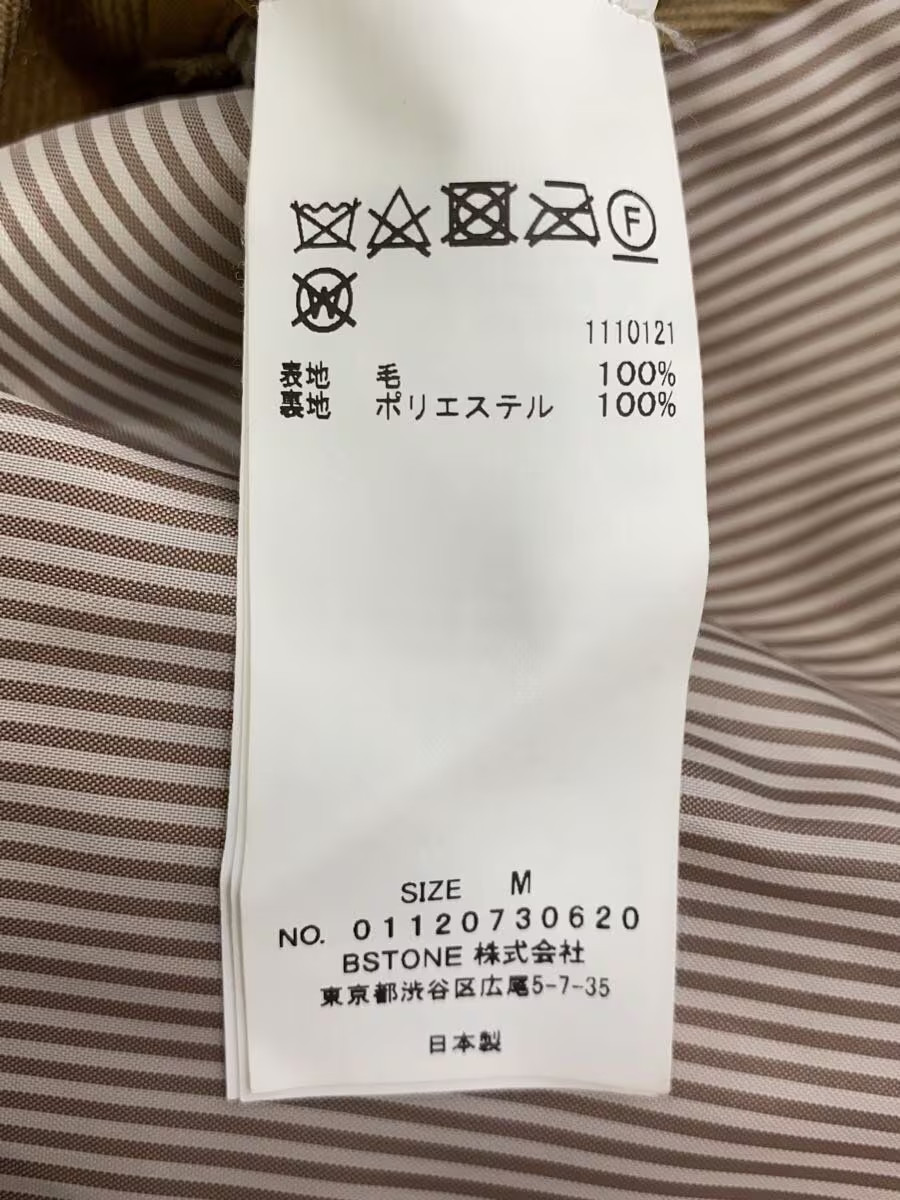 F
W
1110121
表地 毛 100%
裏地 ポリエステル 100%
SIZE M
NO. 01120730620
BSTONE 株式会社
東京都渋谷区広尾5-7-35
日本製